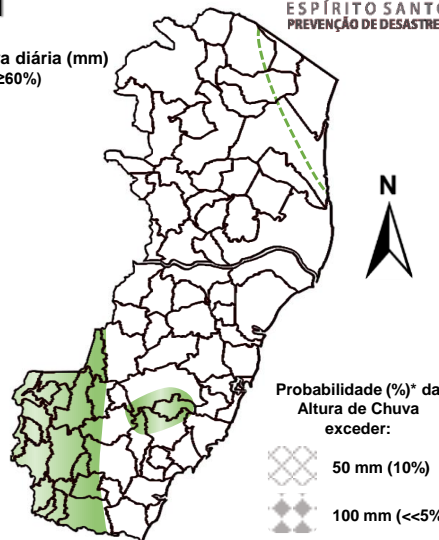 ESPÍRITO SANTO
PREVENÇÃO DE DESASTRE
diária (mm)
≥60%)
N
Probabilidade (%)* da
Altura de Chuva
exceder:
50 mm (10%)
100 mm (<<5%